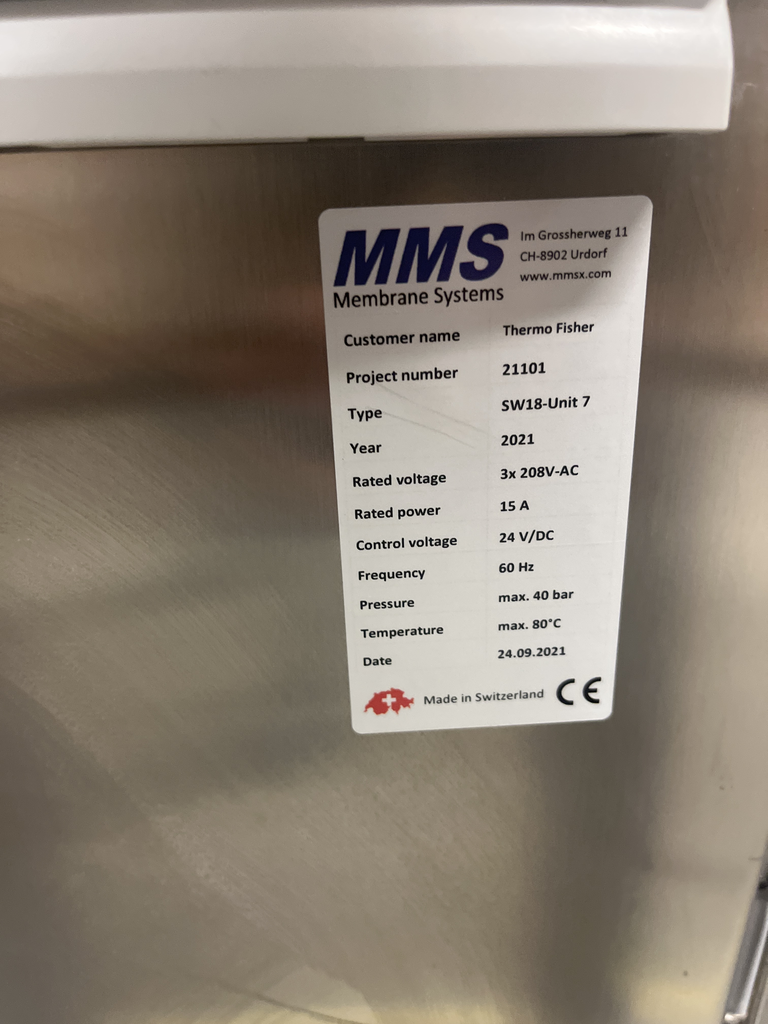 MMS
Membrane Systems
Im Grossherweg 11
CH-8902 Urdorf
www.mmsx.com
Customer name Thermo Fisher
Project number 21101
Type SW18-Unit 7
Year 2021
Rated voltage 3x 208V-AC
Rated power 15 A
Control voltage 24 V/DC
Frequency 60 Hz
Pressure max. 40 bar
Temperature max. 80°C
Date 24.09.2021
Made in Switzerland CE